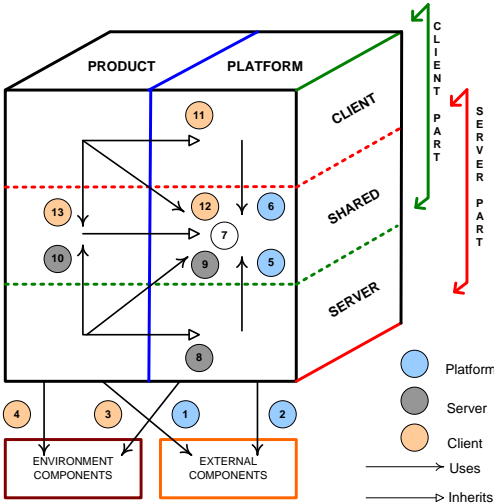 PRODUCT
PLATFORM
11
CLIENT
6
12
13
7
SHARED
10
9
5
SERVER
8
4
3
1
2
ENVIRONMENT
COMPONENTS
EXTERNAL
COMPONENTS
CLIENT PART
SERVER PART
Platform
Server
Client
Uses
Inherits